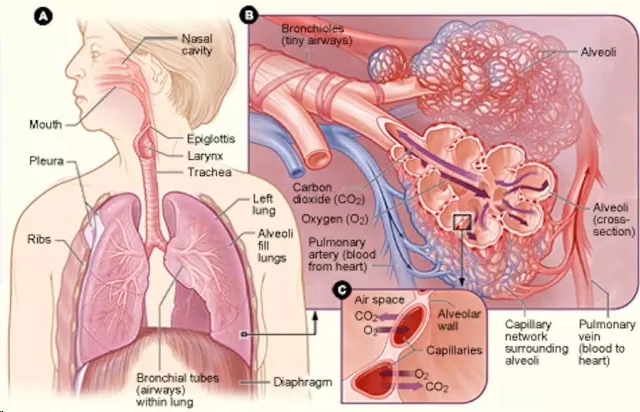 A
Nasal
cavity
Mouth
Epiglottis
Larynx
Trachea
Pleura
Left
lung
Ribs
Alveoli
fill
lungs
Bronchial tubes
(airways)
within lung
Diaphragm
B
Bronchioles
(tiny airways)
Alveoli
Carbon
dioxide (CO2)
Oxygen (O2)
Pulmonary
artery (blood
from heart)
Alveoli
(cross-
section)
Capillary
network
surrounding
alveoli
Pulmonary
vein
(blood to
heart)
C
Air space
CO2
O2
Alveolar
wall
Capillaries
O2
CO2